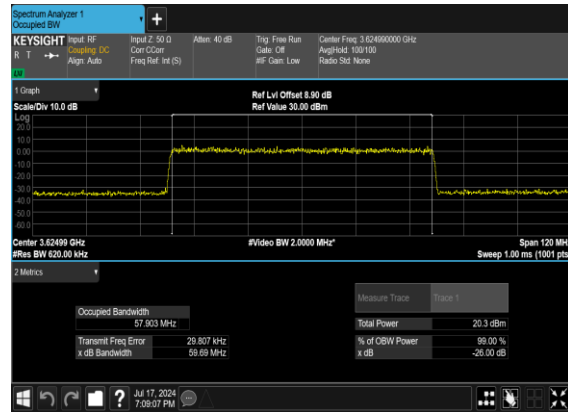 Spectrum Analyzer 1
Occupied BW
+
KEYSIGHT Input: RF Input Z: 50 Ω Atten: 40 dB Trig: Free Run Center Freq: 3.624990000 GHz
R T Coupling: DC Corr CCorr Gate: Off Avg|Hold: 100/100
Align: Auto Freq Ref: Int (S) #IF Gain: Low Radio Std: None
1 Graph Ref Lvl Offset 8.90 dB
Scale/Div 10.0 dB Ref Value 30.00 dBm
Log
20.0
10.0
0.00
-10.0
-20.0
-30.0
-40.0
-50.0
-60.0
Center 3.62499 GHz #Video BW 2.0000 MHz* Span 120 MH
#Res BW 620.00 kHz Sweep 1.00 ms (1001 pts
2 Metrics
Measure Trace Trace 1
Occupied Bandwidth
57.903 MHz Total Power 20.3 dBm
Transmit Freq Error 29.807 kHz % of OBW Power 99.00 %
x dB Bandwidth 59.69 MHz x dB -26.00 dB
? Jul 17, 2024
7:09:07 PM